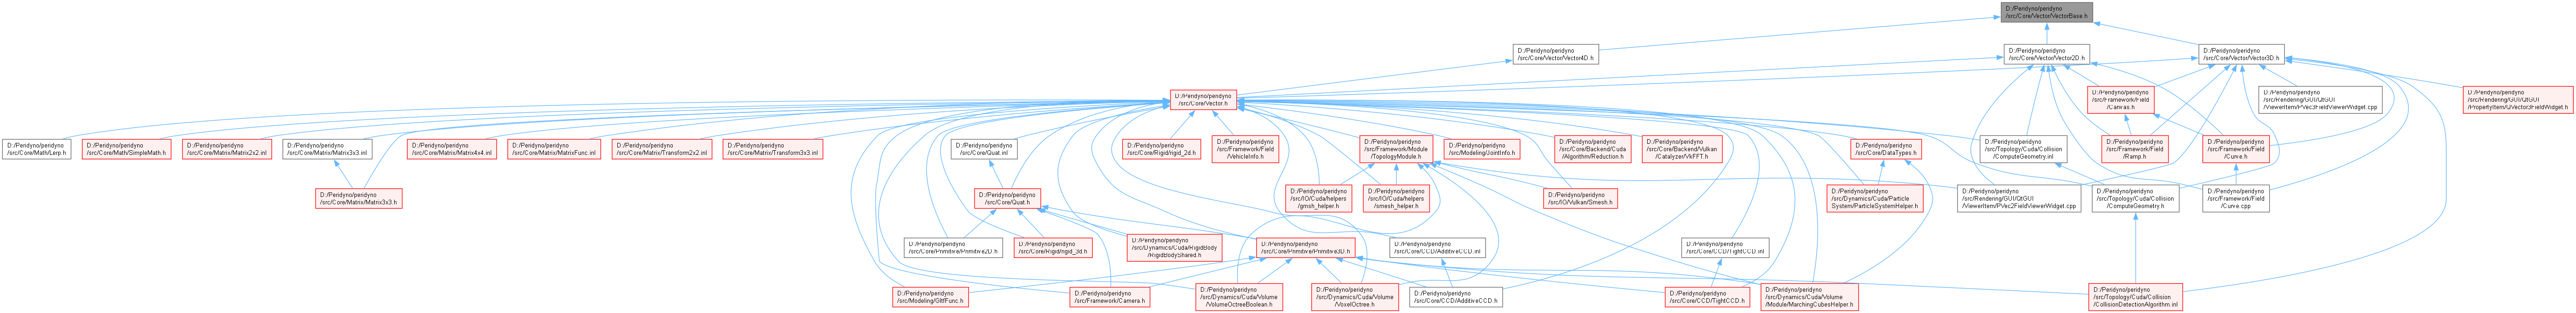 D:/Peridyno/peridyno
/src/Core/Vector/VectorBase.h
D:/Peridyno/peridyno
/src/Core/Vector/Vector4D.h
D:/Peridyno/peridyno
/src/Core/Vector/Vector2D.h
D:/Peridyno/peridyno
/src/Core/Vector/Vector3D.h
D:/Peridyno/peridyno
/src/Core/Vector.h
D:/Peridyno/peridyno
/src/Framework/Field
/Canvas.h
D:/Peridyno/peridyno
/src/Rendering/GUI/QtGUI
/ViewerItem/PVec3FieldViewerWidget.cpp
D:/Peridyno/peridyno
/src/Rendering/GUI/QtGUI
/PropertyItem/QVector3FieldWidget.h
D:/Peridyno/peridyno
/src/Core/Math/Lerp.h
D:/Peridyno/peridyno
/src/Core/Math/SimpleMath.h
D:/Peridyno/peridyno
/src/Core/Matrix/Matrix2x2.inl
D:/Peridyno/peridyno
/src/Core/Matrix/Matrix3x3.inl
D:/Peridyno/peridyno
/src/Core/Matrix/Matrix4x4.inl
D:/Peridyno/peridyno
/src/Core/Matrix/MatrixFunc.inl
D:/Peridyno/peridyno
/src/Core/Matrix/Transform2x2.inl
D:/Peridyno/peridyno
/src/Core/Matrix/Transform3x3.inl
D:/Peridyno/peridyno
/src/Core/Quat.inl
D:/Peridyno/peridyno
/src/Core/Rigid/rigid_2d.h
D:/Peridyno/peridyno
/src/Framework/Field
/VehicleInfo.h
D:/Peridyno/peridyno
/src/Framework/Module
/TopologyModule.h
D:/Peridyno/peridyno
/src/Modeling/JointInfo.h
D:/Peridyno/peridyno
/src/Core/Backend/Cuda
/Algorithm/Reduction.h
D:/Peridyno/peridyno
/src/Core/Backend/Vulkan
/Catalyzer/VkFFT.h
D:/Peridyno/peridyno
/src/Core/DataTypes.h
D:/Peridyno/peridyno
/src/Topology/Cuda/Collision
/ComputeGeometry.inl
D:/Peridyno/peridyno
/src/Framework/Field
/Ramp.h
D:/Peridyno/peridyno
/src/Framework/Field
/Curve.h
D:/Peridyno/peridyno
/src/Core/Matrix/Matrix3x3.h
D:/Peridyno/peridyno
/src/Core/Quat.h
D:/Peridyno/peridyno
/src/IO/Cuda/helpers
/gmsh_helper.h
D:/Peridyno/peridyno
/src/IO/Cuda/helpers
/smesh_helper.h
D:/Peridyno/peridyno
/src/IO/Vulkan/Smesh.h
D:/Peridyno/peridyno
/src/Dynamics/Cuda/Particle
System/ParticleSystemHelper.h
D:/Peridyno/peridyno
/src/Rendering/GUI/QtGUI
/ViewerItem/PVec2FieldViewerWidget.cpp
D:/Peridyno/peridyno
/src/Topology/Cuda/Collision
/ComputeGeometry.h
D:/Peridyno/peridyno
/src/Framework/Field
/Curve.cpp
D:/Peridyno/peridyno
/src/Core/Primitive/Primitive2D.h
D:/Peridyno/peridyno
/src/Core/Rigid/rigid_3d.h
D:/Peridyno/peridyno
/src/Dynamics/Cuda/RigidBody
/RigidBodyShared.h
D:/Peridyno/peridyno
/src/Core/Primitive/Primitive3D.h
D:/Peridyno/peridyno
/src/Core/CCD/AdditiveCCD.inl
D:/Peridyno/peridyno
/src/Core/CCD/TightCCD.inl
D:/Peridyno/peridyno
/src/Modeling/GltfFunc.h
D:/Peridyno/peridyno
/src/Framework/Camera.h
D:/Peridyno/peridyno
/src/Dynamics/Cuda/Volume
/VolumeOctreeBoolean.h
D:/Peridyno/peridyno
/src/Dynamics/Cuda/Volume
/VoxelOctree.h
D:/Peridyno/peridyno
/src/Core/CCD/AdditiveCCD.h
D:/Peridyno/peridyno
/src/Core/CCD/TightCCD.h
D:/Peridyno/peridyno
/src/Dynamics/Cuda/Volume
/Module/MarchingCubesHelper.h
D:/Peridyno/peridyno
/src/Topology/Cuda/Collision
/CollisionDetectionAlgorithm.inl